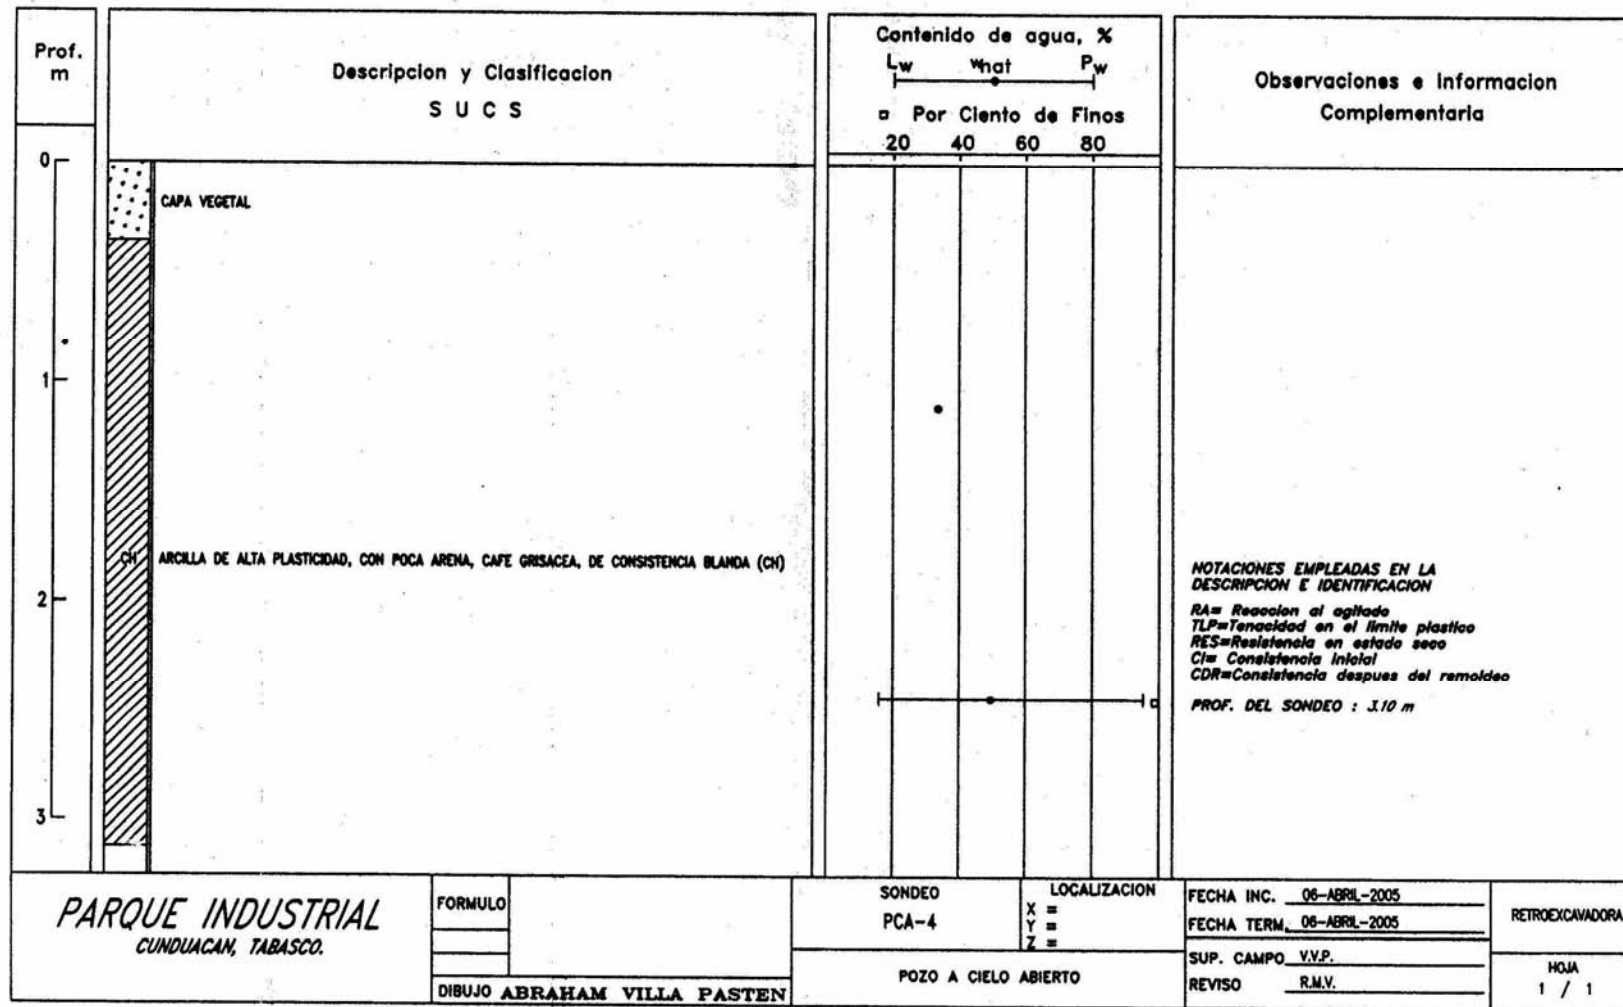 Prof.
m
Descripcion y Clasificacion
S U C S
Contenido de agua, %
Lw Wnat Pw
Por Ciento de Finos
20 40 60 80
Observaciones e Informacion
Complementaria
0
CAPA VEGETAL
1
CH ARCILLA DE ALTA PLASTICIDAD, CON POCA ARENA, CAFE GRISACEA, DE CONSISTENCIA BLANDA (CH)
2
3
NOTACIONES EMPLEADAS EN LA
DESCRIPCION E IDENTIFICACION
RA= Reaccion al agitado
TLP=Tenacidad en el limite plastico
RES=Resistencia en estado seco
CI= Consistencia inicial
CDR=Consistencia despues del remoldeo
PROF. DEL SONDEO : 3.10 m
PARQUE INDUSTRIAL
CUNDUACAN, TABASCO.
FORMULO
DIBUJO ABRAHAM VILLA PASTEN
SONDEO
PCA-4
LOCALIZACION
X =
Y =
Z =
POZO A CIELO ABIERTO
FECHA INC. 06-ABRIL-2005
FECHA TERM. 06-ABRIL-2005
SUP. CAMPO V.V.P.
REVISO R.M.V.
RETROEXCAVADORA
HOJA
1 / 1